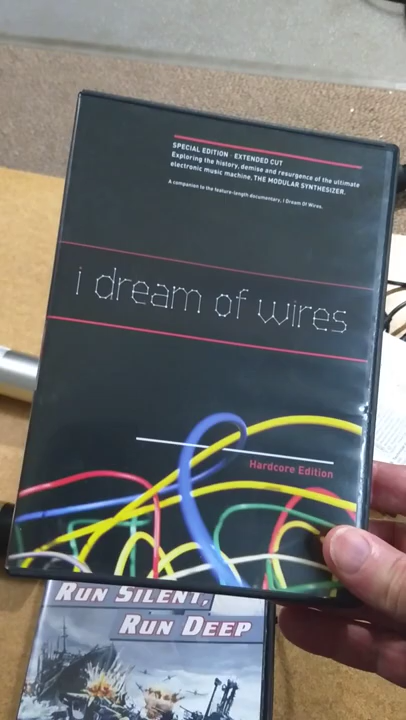 SPECIAL EDITION · EXTENDED CUT
Exploring the history, demise and resurgence of the ultimate
electronic music machine, THE MODULAR SYNTHESIZER.
A companion to the feature-length documentary, I Dream Of Wires.
i dream of wires
Hardcore Edition
RUN SILENT,
RUN DEEP